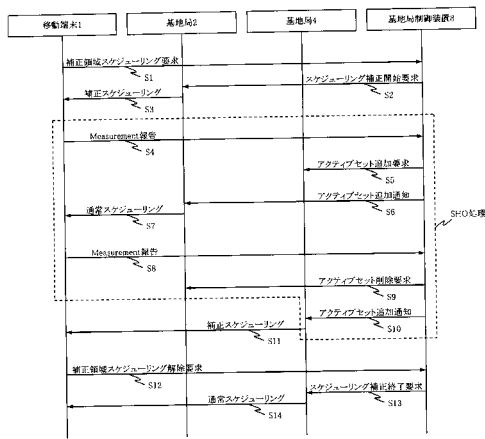 移動端末1
基地局2
基地局4
基地局制御装置8
補正領域スケジューリング要求
S1
スケジューリング補正開始要求
S2
補正スケジューリング
S3
Measurement報告
S4
アクティブセット追加要求
S5
アクティブセット追加通知
S6
通常スケジューリング
S7
SHO処理
Measurement報告
S8
アクティブセット削除要求
S9
アクティブセット追加通知
S10
補正スケジューリング
S11
補正領域スケジューリング解除要求
S12
スケジューリング補正終了要求
S13
通常スケジューリング
S14